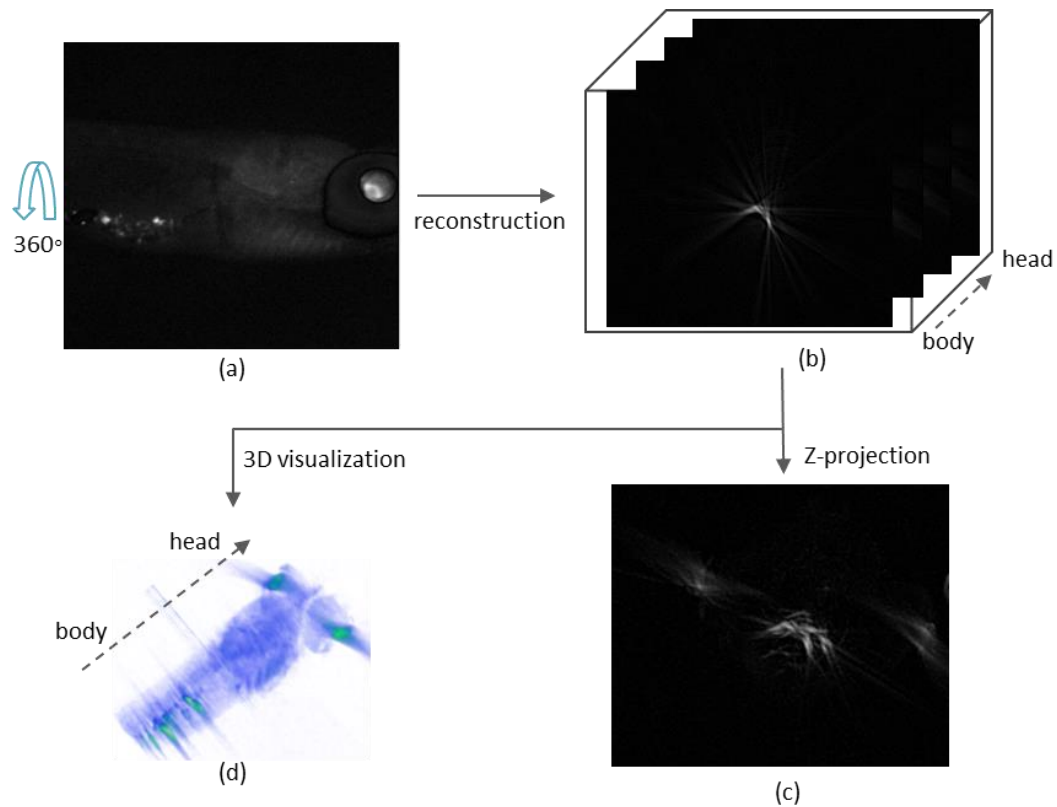 360°
reconstruction
head
body
(a)
(b)
3D visualization
Z-projection
head
body
(d)
(c)